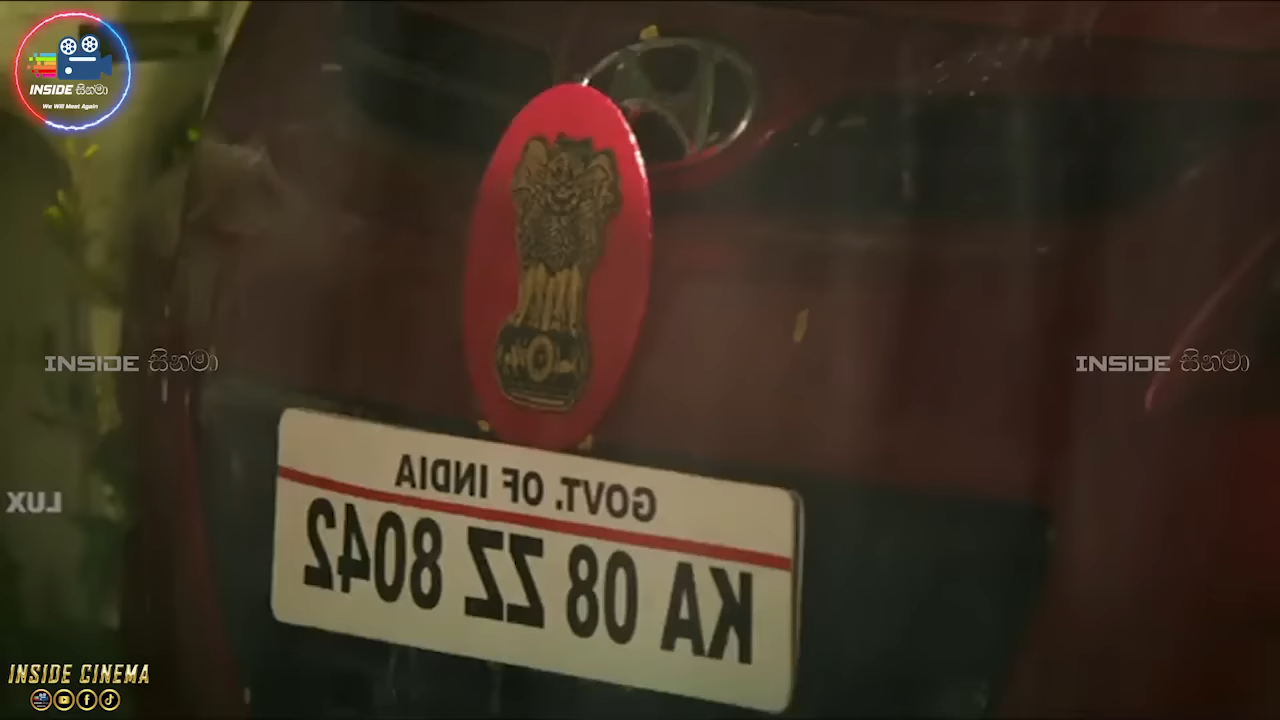 INSIDE සිනමා
We Will Meet Again
INSIDE සිනමා
INSIDE සිනමා
LUX
GOVT. OF INDIA
KA 08 ZZ 8042
INSIDE CINEMA